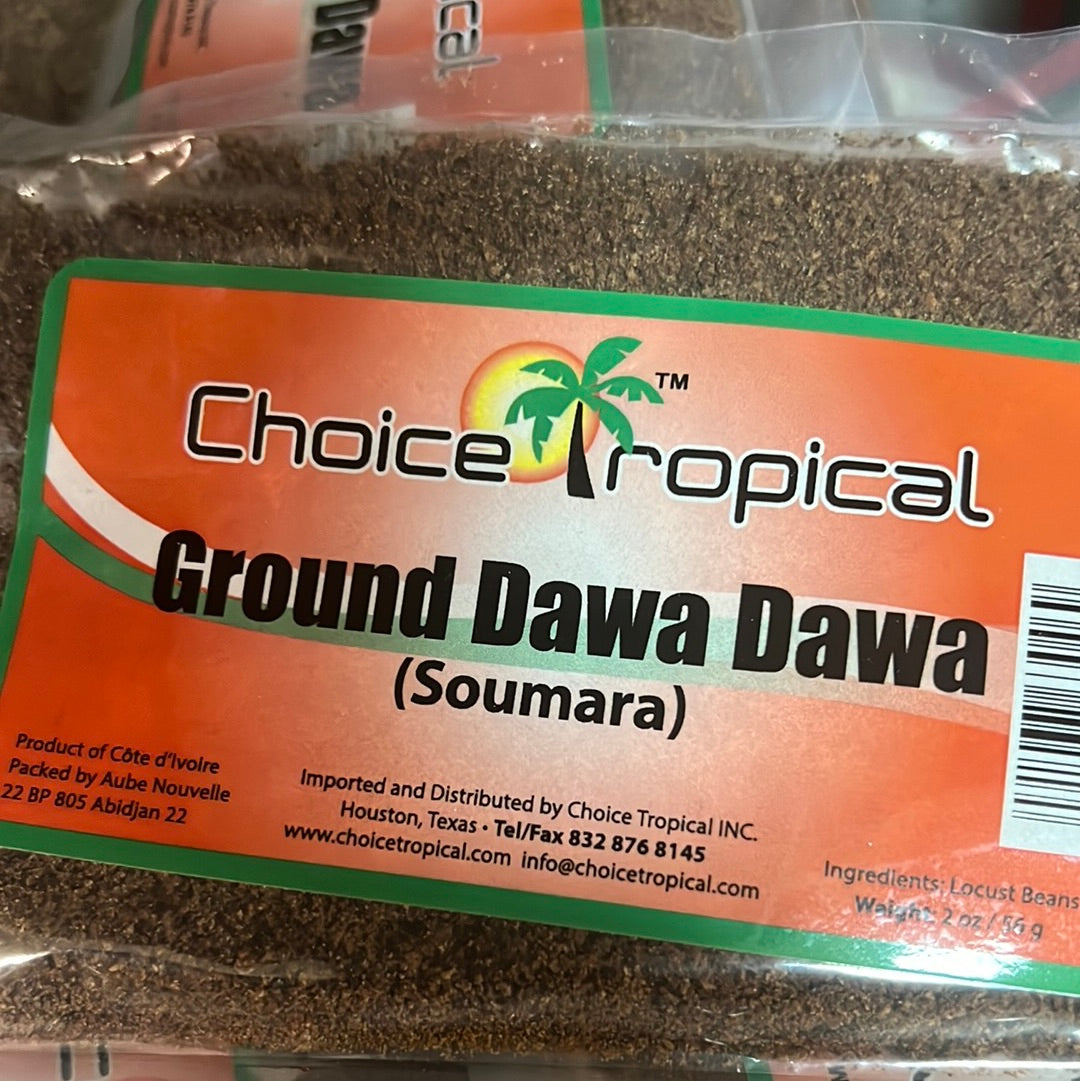 cal
Dawa
Choice Tropical TM
Ground Dawa Dawa
(Soumara)
Product of Côte d'Ivoire
Packed by Aube Nouvelle
22 BP 805 Abidjan 22
Imported and Distributed by Choice Tropical INC.
Houston, Texas • Tel/Fax 832 876 8145
www.choicetropical.com info@choicetropical.com
Ingredients: Locust Beans
Weight: 2 oz / 56 g